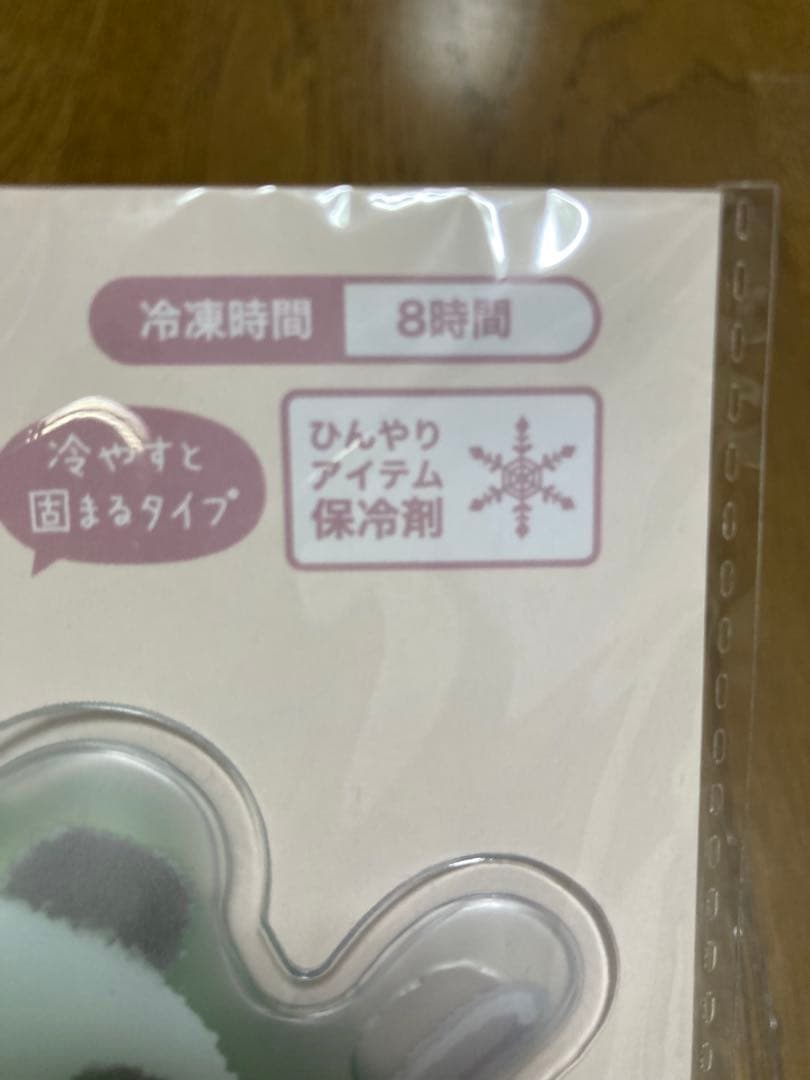 冷凍時間 8時間
冷やすと
固まるタイプ
ひんやり
アイテム
保冷剤